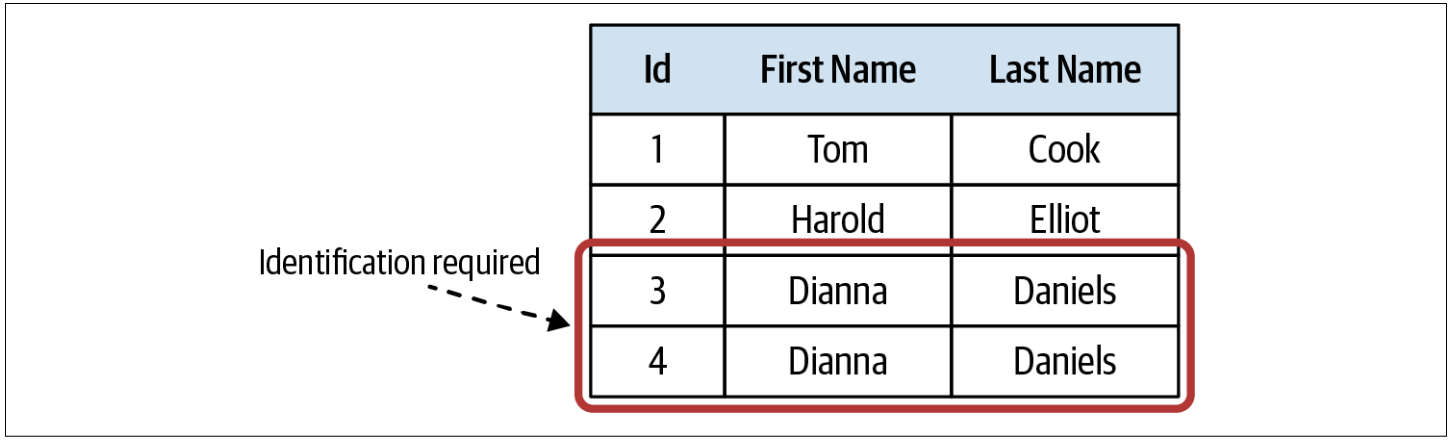 Id First Name Last Name
1 Tom Cook
2 Harold Elliot
Identification required
3 Dianna Daniels
4 Dianna Daniels